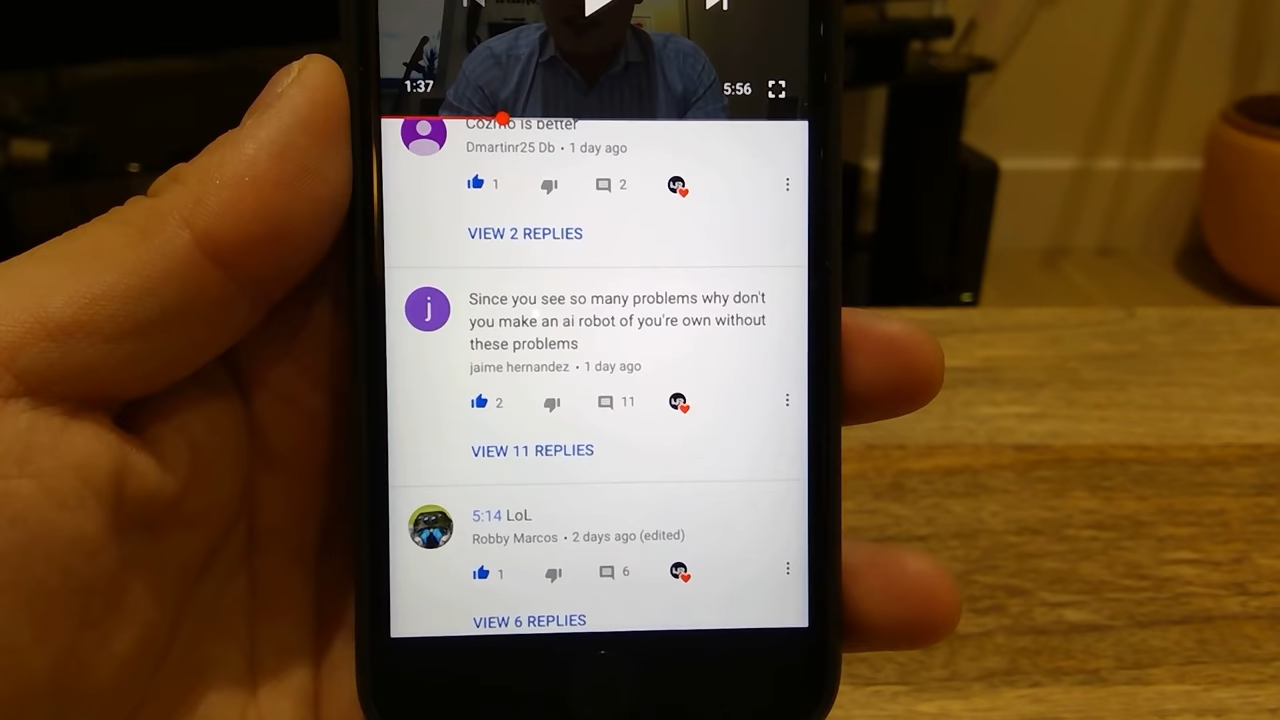 1:37
5:56
Cozmo is better
Dmartinr25 Db • 1 day ago
1
2
VIEW 2 REPLIES
j
Since you see so many problems why don't
you make an ai robot of you're own without
these problems
jaime hernandez • 1 day ago
2
11
VIEW 11 REPLIES
5:14 LoL
Robby Marcos • 2 days ago (edited)
1
6
VIEW 6 REPLIES